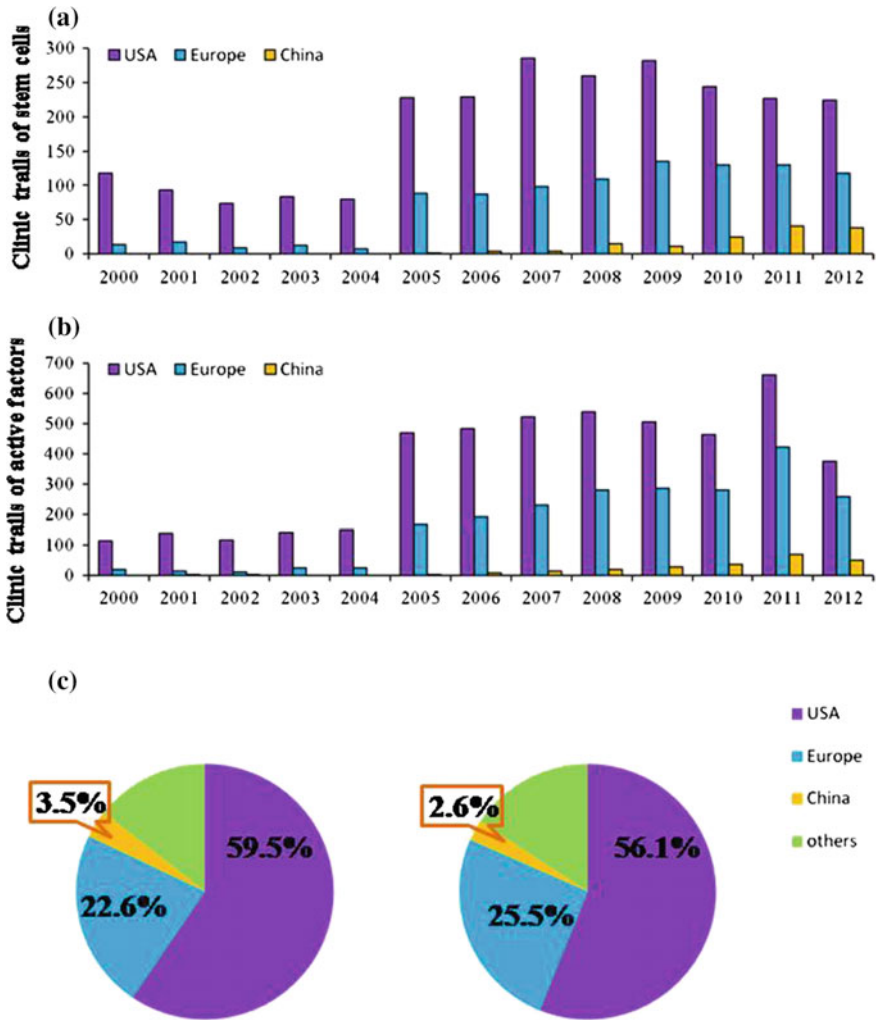 (a)
Clinic trails of stem cells
USA Europe China
300
250
200
150
100
50
0
2000 2001 2002 2003 2004 2005 2006 2007 2008 2009 2010 2011 2012
(b)
Clinic trails of active factors
USA Europe China
700
600
500
400
300
200
100
0
2000 2001 2002 2003 2004 2005 2006 2007 2008 2009 2010 2011 2012
(c)
3.5%
59.5%
22.6%
2.6%
56.1%
25.5%
USA
Europe
China
others